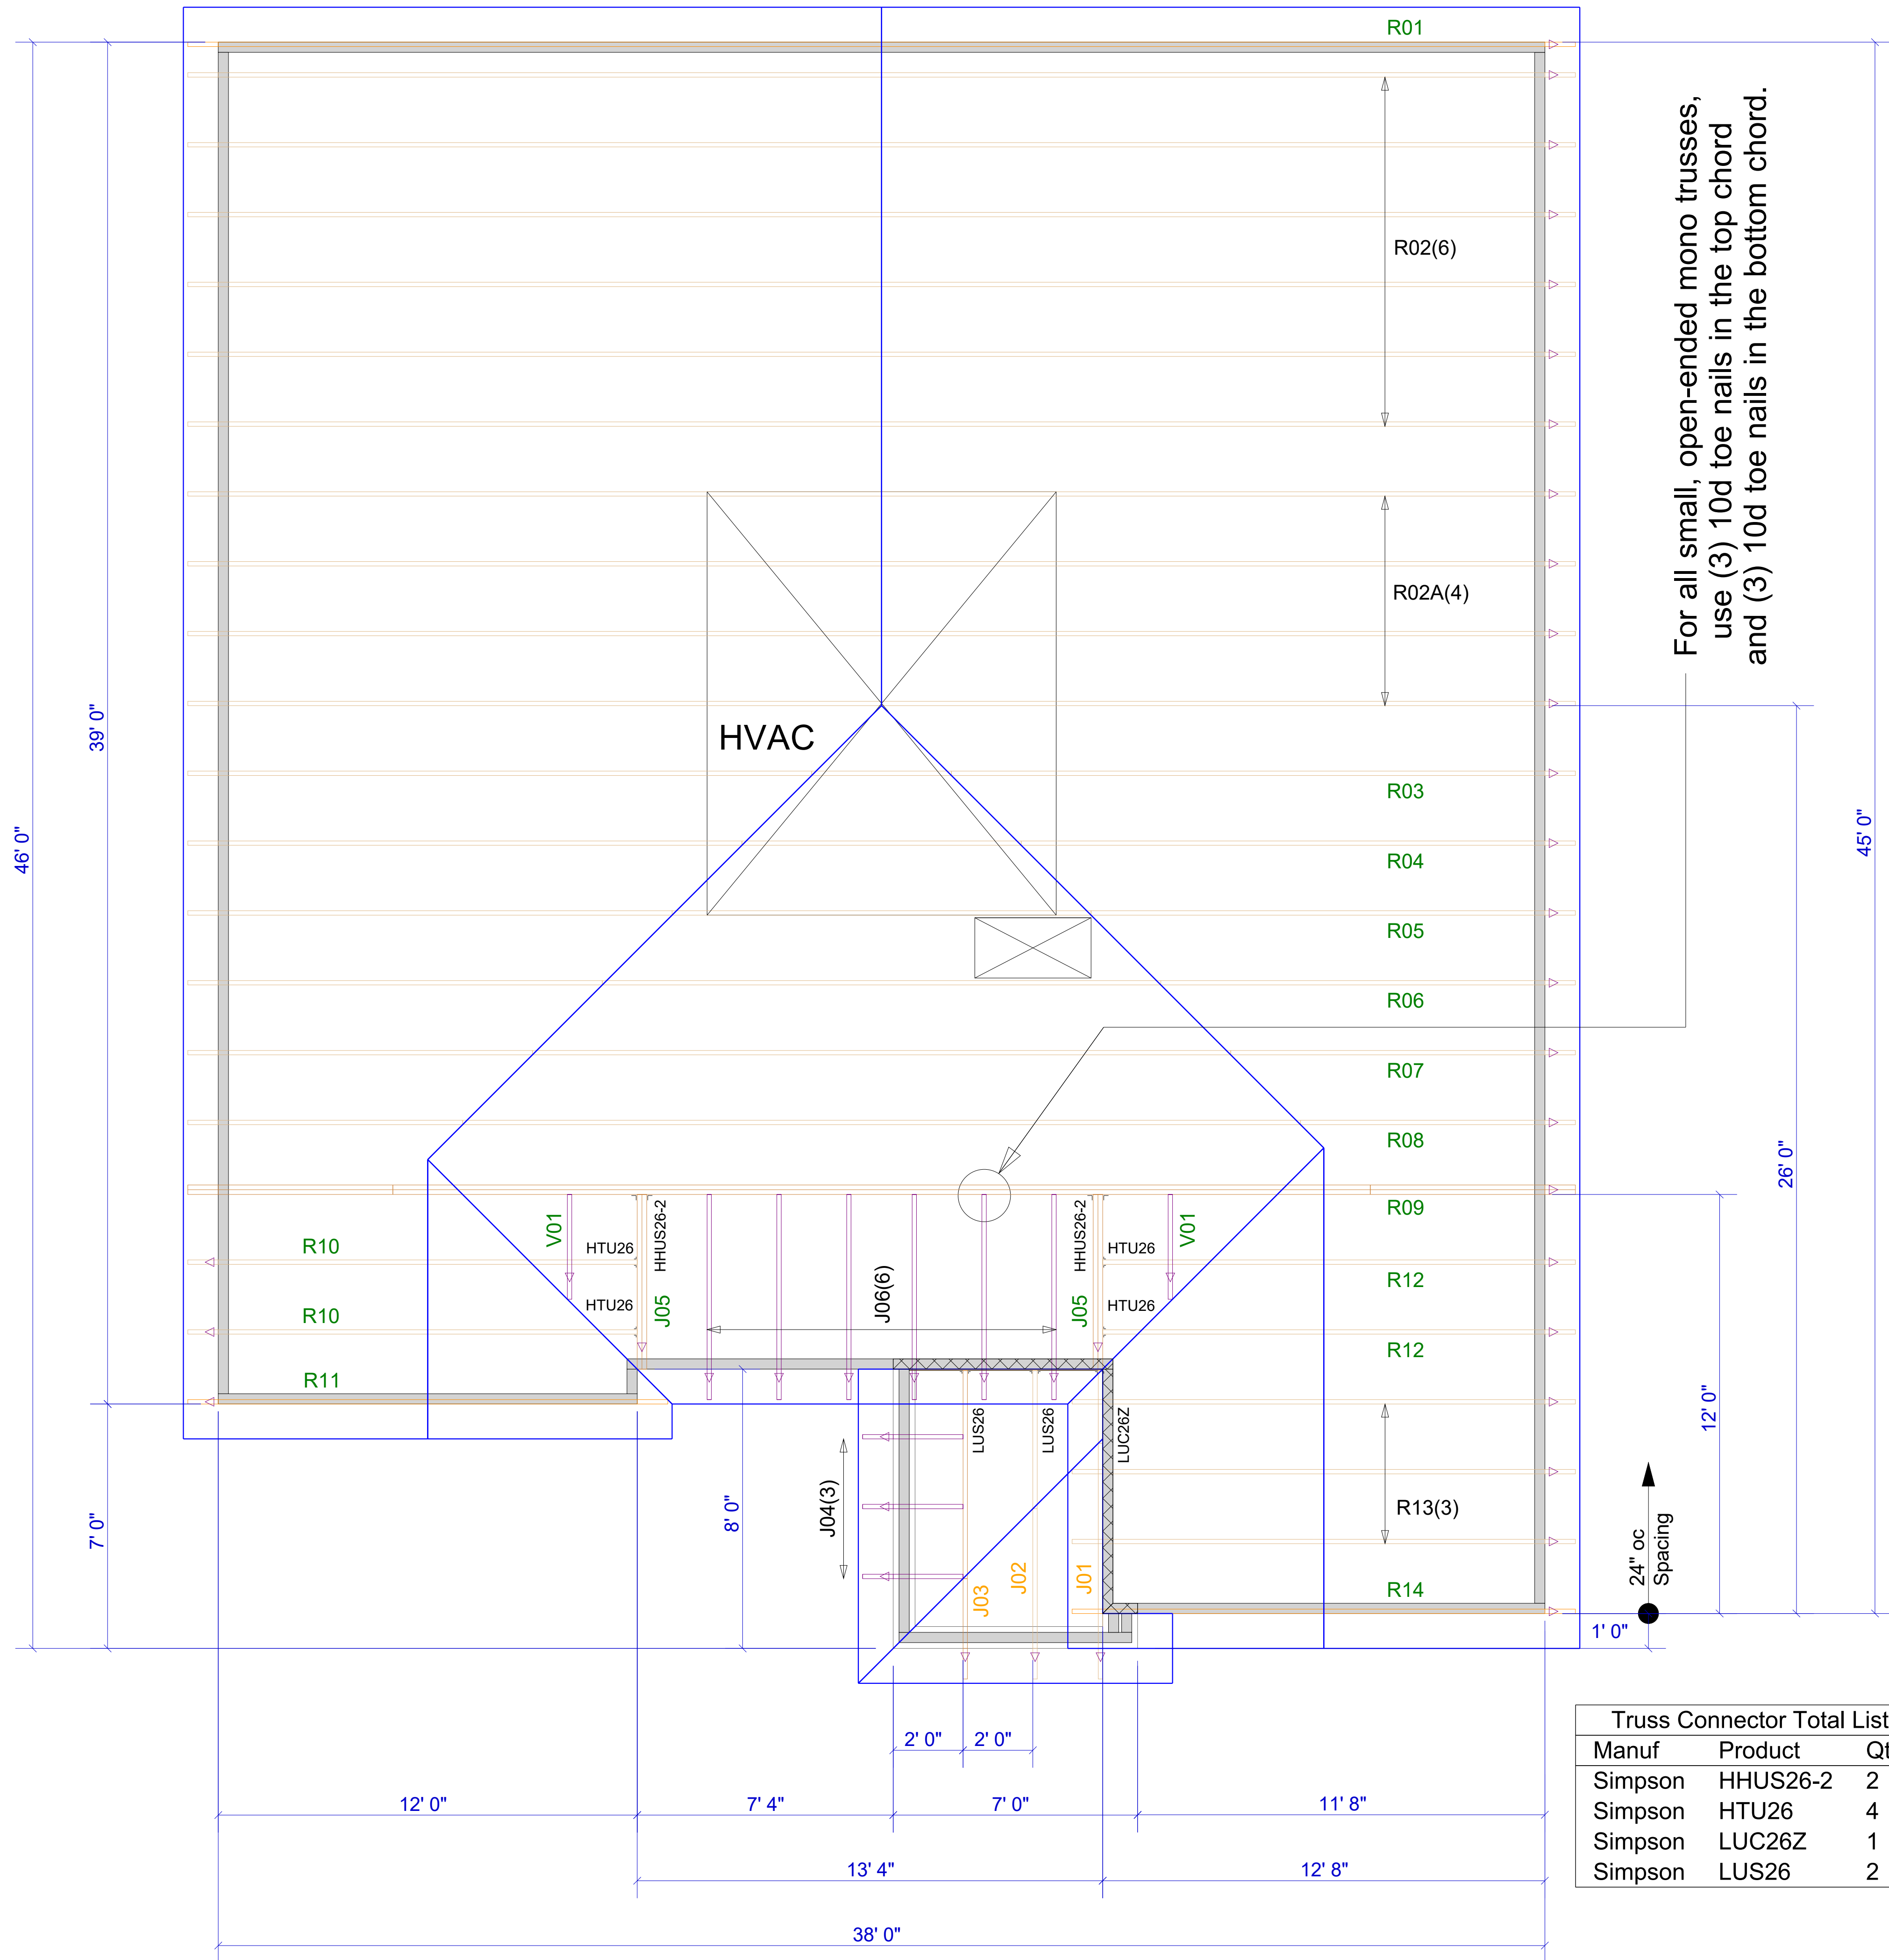 R01
For all small, open-ended mono trusses,
use (3) 10d toe nails in the top chord
and (3) 10d toe nails in the bottom chord.
R02(6)
R02A(4)
39' 0"
HVAC
R03
46' 0"
45' 0"
R04
R05
R06
R07
R08
26' 0"
R09
V01
HTU26
HHUS26-2
HHUS26-2
HTU26
V01
R10
R12
J06(6)
HTU26
J05
J05
HTU26
R10
R12
R11
12' 0"
LUS26
LUS26
LUC26Z
J04(3)
8' 0"
7' 0"
R13(3)
24" oc
Spacing
J03
J02
J01
R14
1' 0"
2' 0"
2' 0"
12' 0"
7' 4"
7' 0"
11' 8"
13' 4"
12' 8"
38' 0"
Truss Connector Total List
Manuf Product Qt
Simpson HHUS26-2 2
Simpson HTU26 4
Simpson LUC26Z 1
Simpson LUS26 2